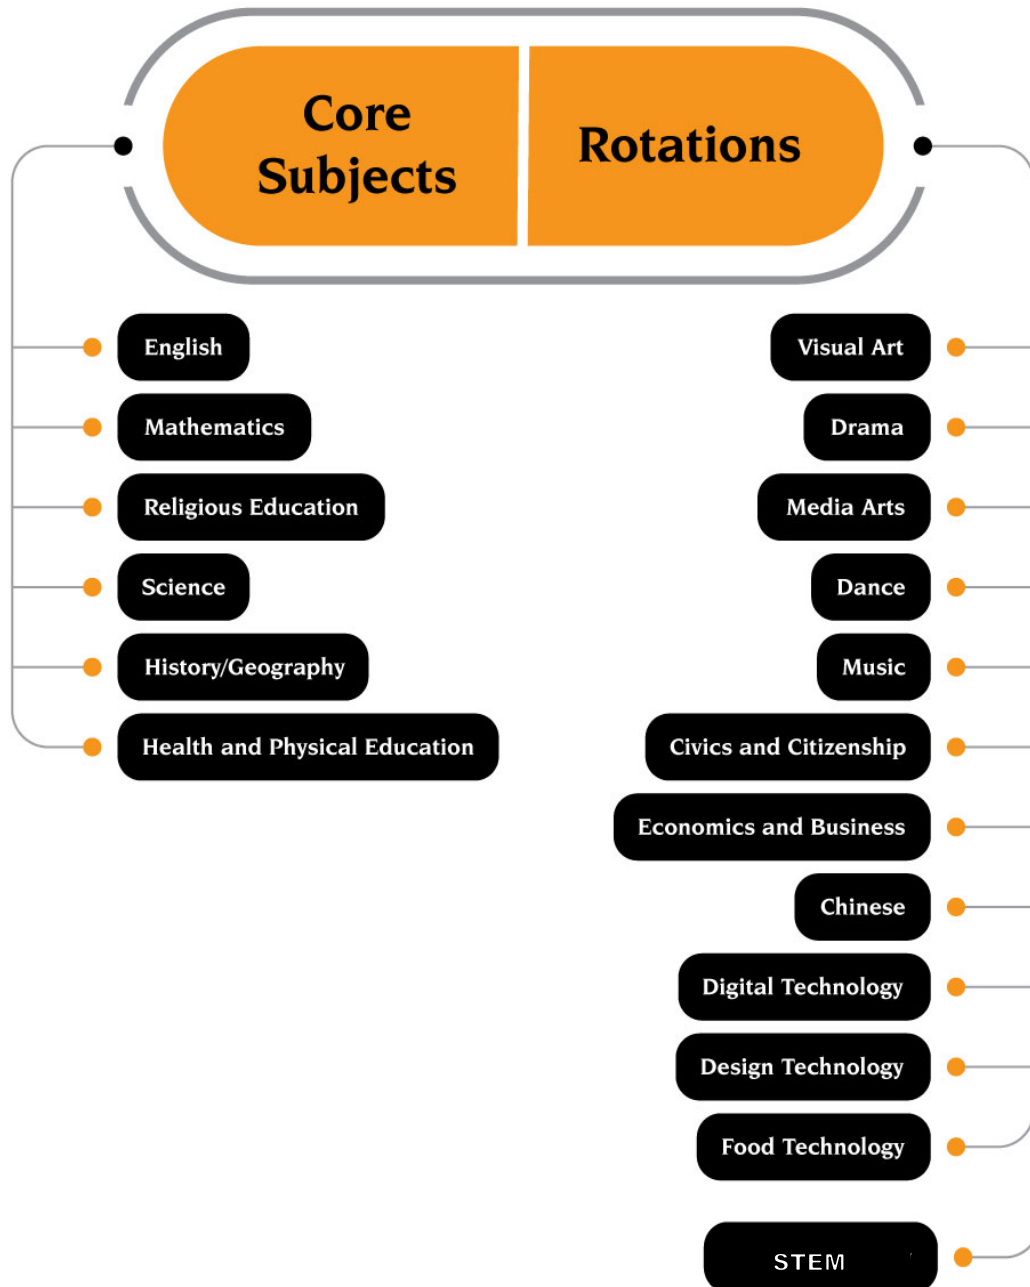 Core
Subjects
Rotations
English
Mathematics
Religious Education
Science
History/Geography
Health and Physical Education
Visual Art
Drama
Media Arts
Dance
Music
Civics and Citizenship
Economics and Business
Chinese
Digital Technology
Design Technology
Food Technology
STEM